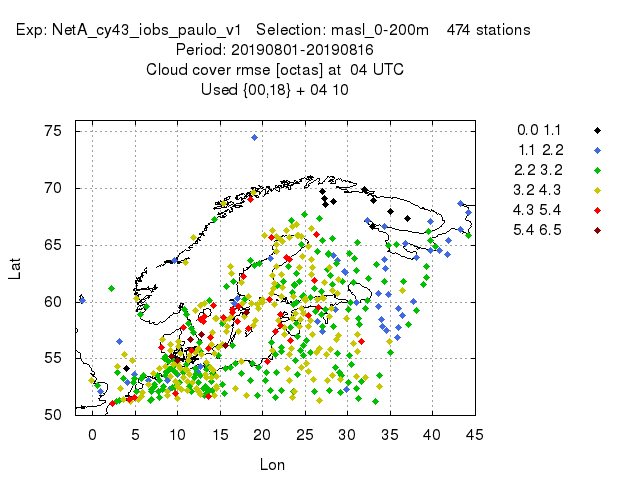 Exp: NetA_cy43_iobs_paulo_v1 Selection: masl_0-200m 474 stations
Period: 20190801-20190816
Cloud cover rmse [octas] at 04 UTC
Used {00,18} + 04 10
0.0 1.1
1.1 2.2
2.2 3.2
3.2 4.3
4.3 5.4
5.4 6.5
75
70
65
60
55
50
Lat
0 5 10 15 20 25 30 35 40 45
Lon